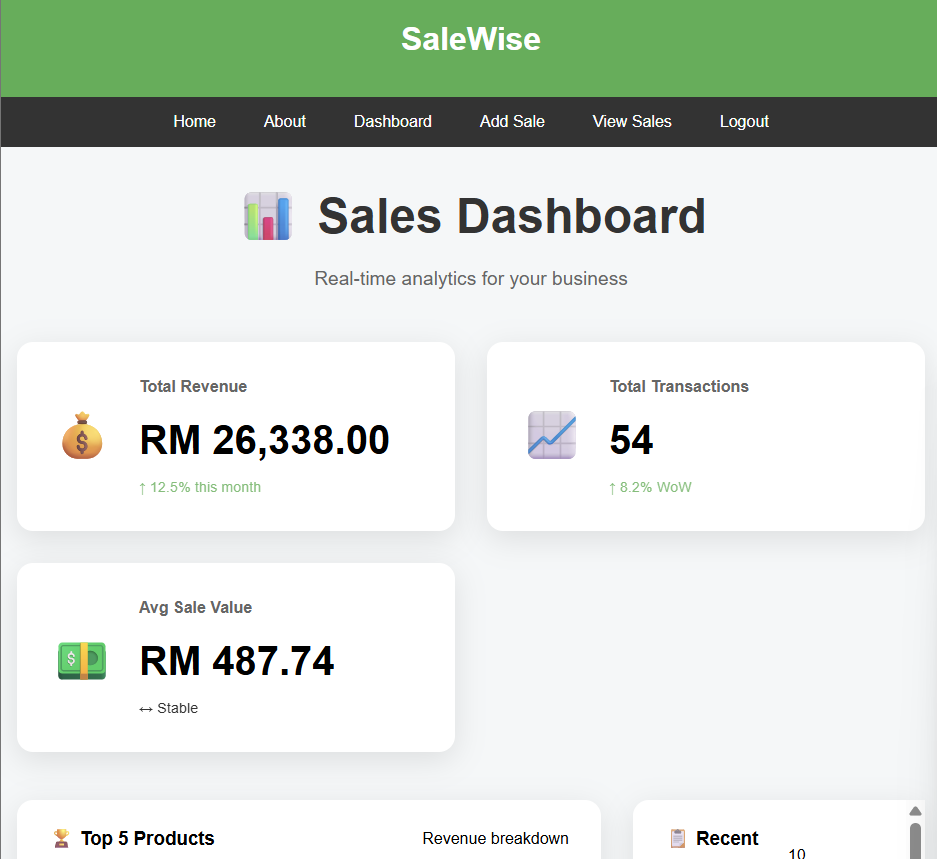 SaleWise
Home About Dashboard Add Sale View Sales Logout
Sales Dashboard
Real-time analytics for your business
Total Revenue
RM 26,338.00
↑ 12.5% this month
Total Transactions
54
↑ 8.2% WoW
Avg Sale Value
RM 487.74
↔ Stable
Top 5 Products
Revenue breakdown
Recent
10